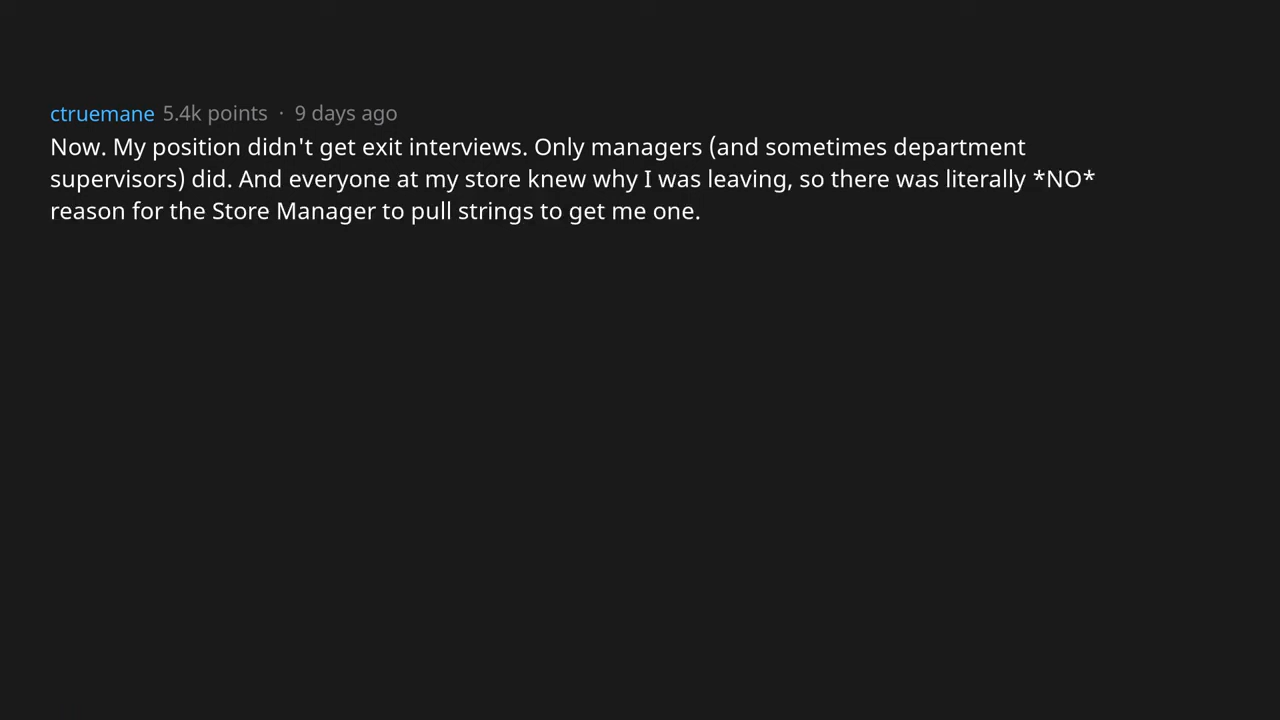 ctruemane 5.4k points · 9 days ago
Now. My position didn't get exit interviews. Only managers (and sometimes department
supervisors) did. And everyone at my store knew why I was leaving, so there was literally *NO*
reason for the Store Manager to pull strings to get me one.